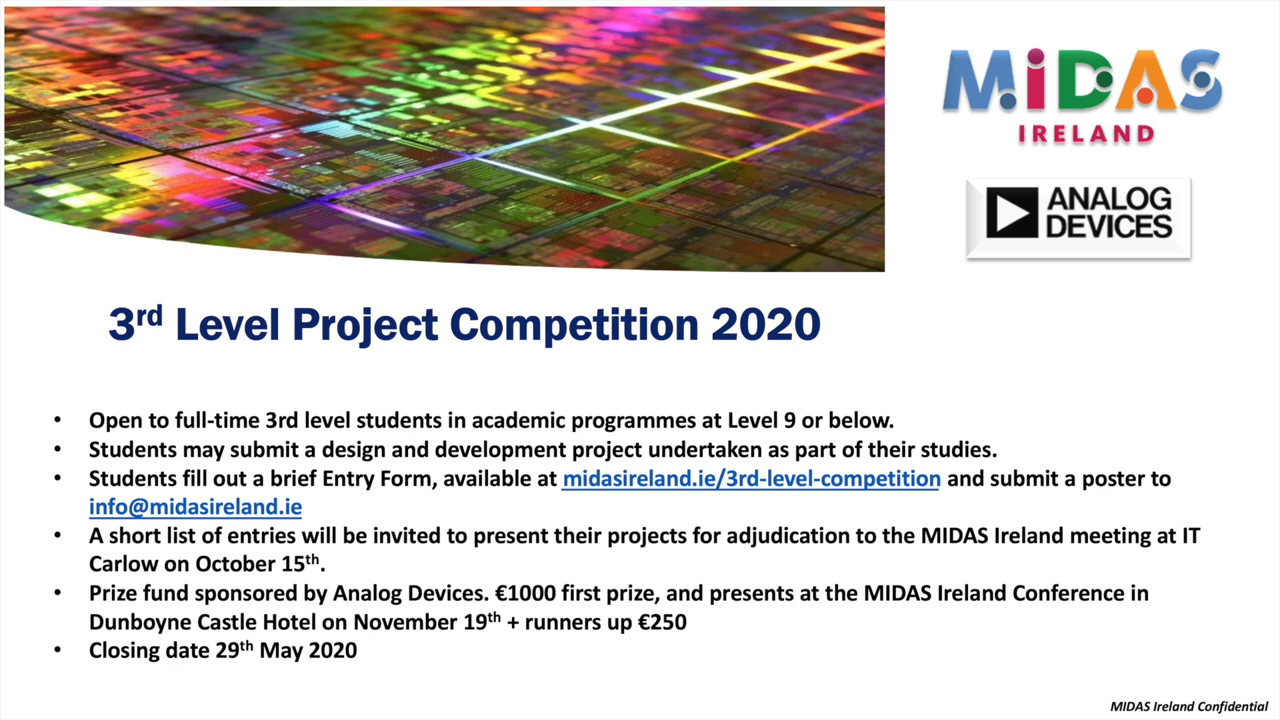 MiDAS
IRELAND
ANALOG
DEVICES
3rd Level Project Competition 2020
• Open to full-time 3rd level students in academic programmes at Level 9 or below.
• Students may submit a design and development project undertaken as part of their studies.
• Students fill out a brief Entry Form, available at midasireland.ie/3rd-level-competition and submit a poster to
info@midasireland.ie
• A short list of entries will be invited to present their projects for adjudication to the MIDAS Ireland meeting at IT
Carlow on October 15th.
• Prize fund sponsored by Analog Devices. €1000 first prize, and presents at the MIDAS Ireland Conference in
Dunboyne Castle Hotel on November 19th + runners up €250
• Closing date 29th May 2020
MIDAS Ireland Confidential